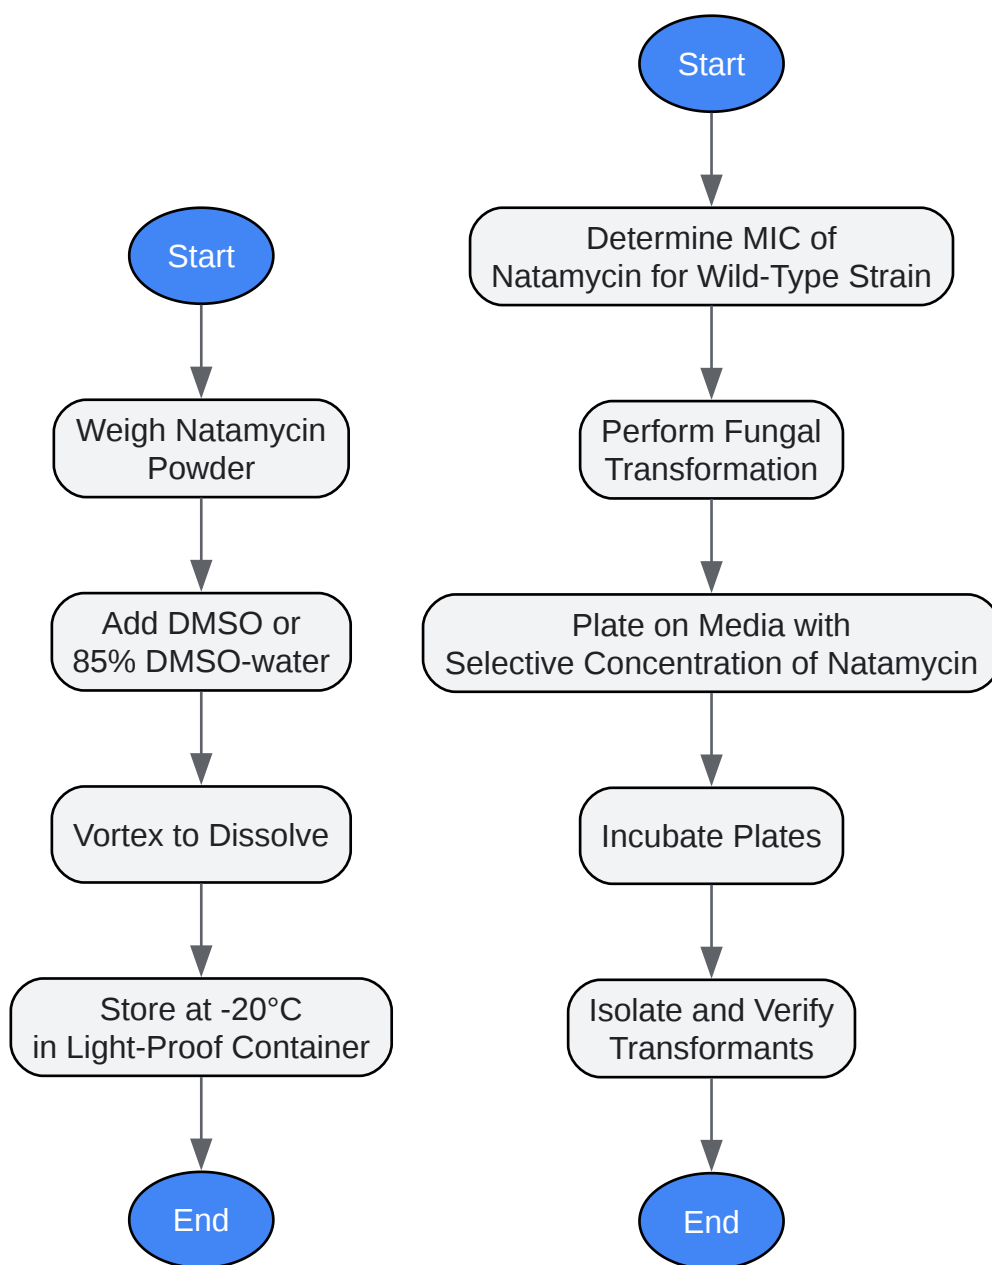 Start
Weigh Natamycin
Powder
Add DMSO or
85% DMSO-water
Vortex to Dissolve
Store at -20°C
in Light-Proof Container
End
Start
Determine MIC of
Natamycin for Wild-Type Strain
Perform Fungal
Transformation
Plate on Media with
Selective Concentration of Natamycin
Incubate Plates
Isolate and Verify
Transformants
End